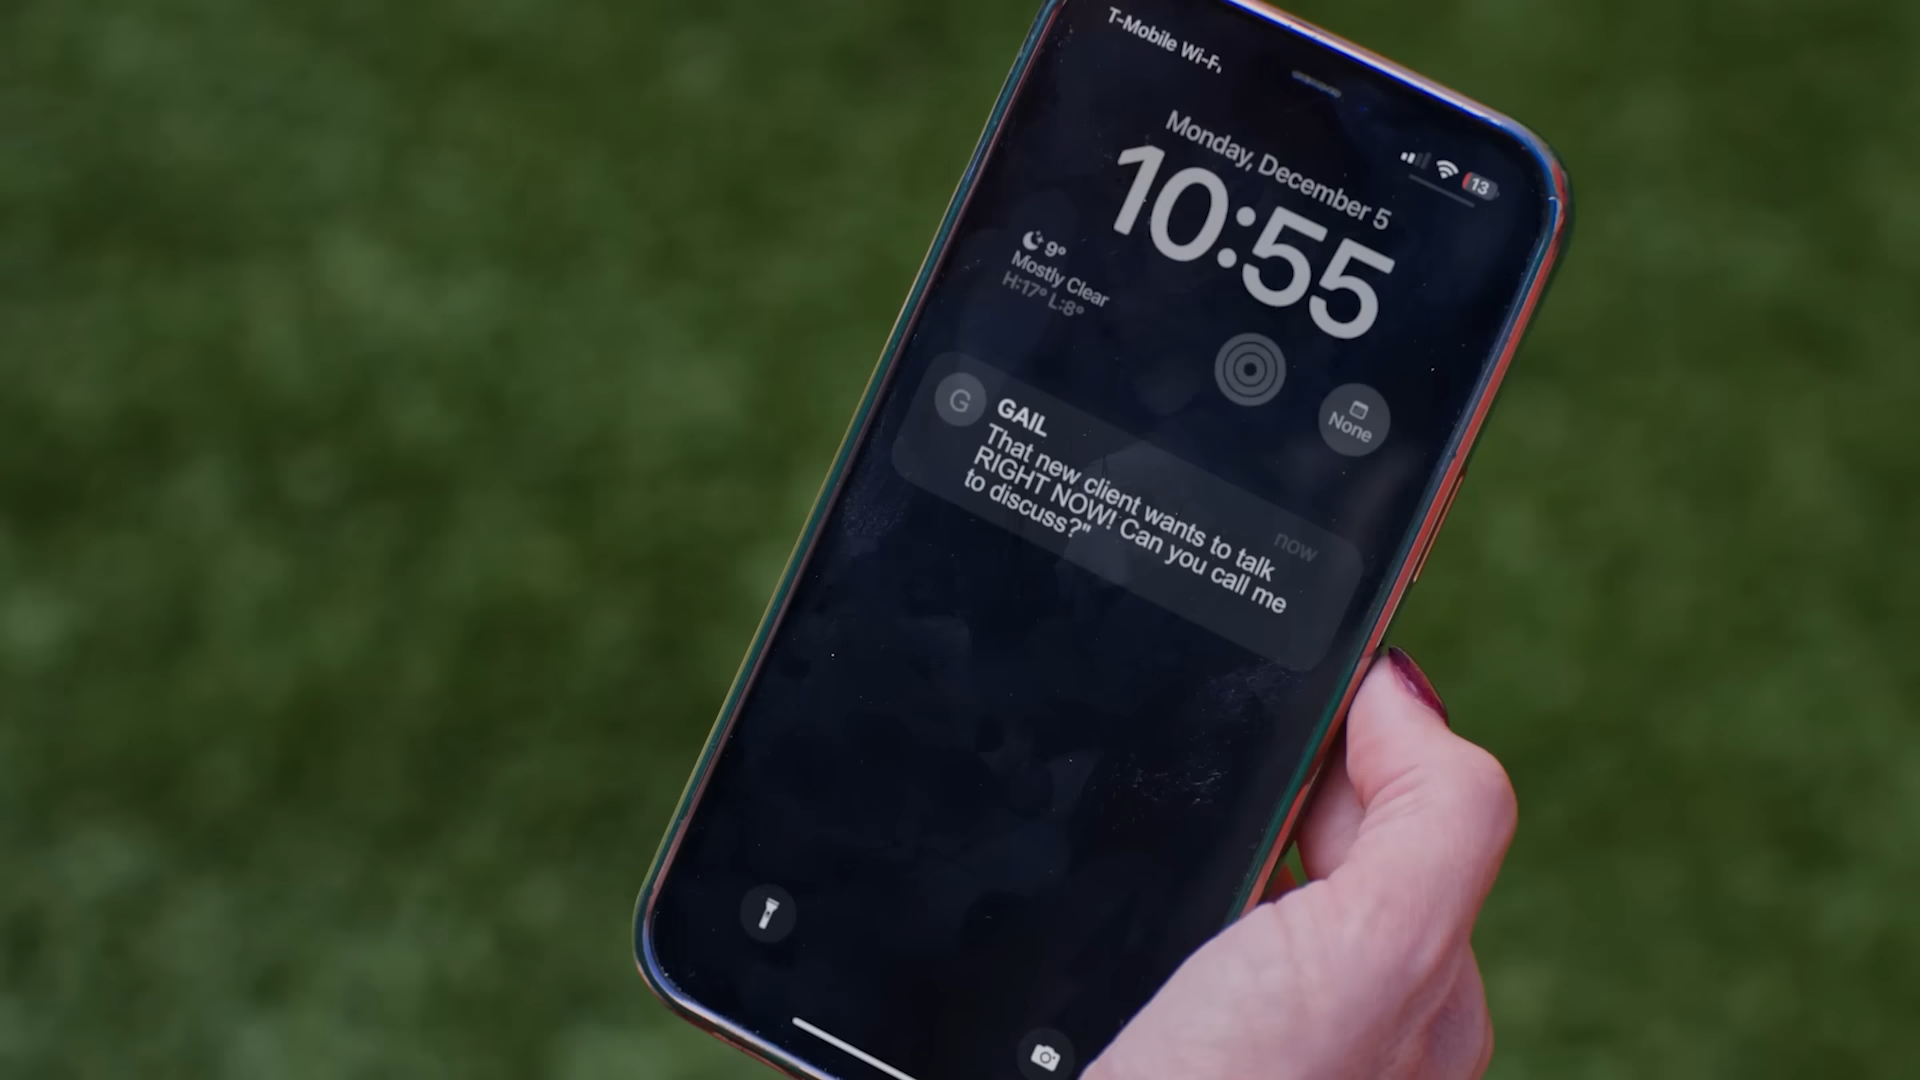 T-Mobile Wi-Fi
13
Monday, December 5
10:55
9°
Mostly Clear
H:17° L:8°
None
G
GAIL
now
That new client wants to talk
RIGHT NOW! Can you call me
to discuss?"